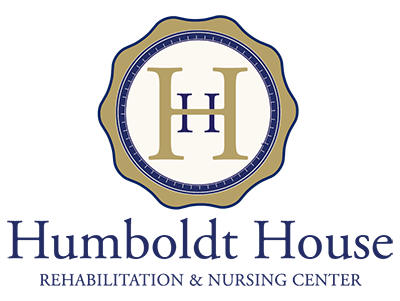 H
H
Humboldt House
REHABILITATION & NURSING CENTER